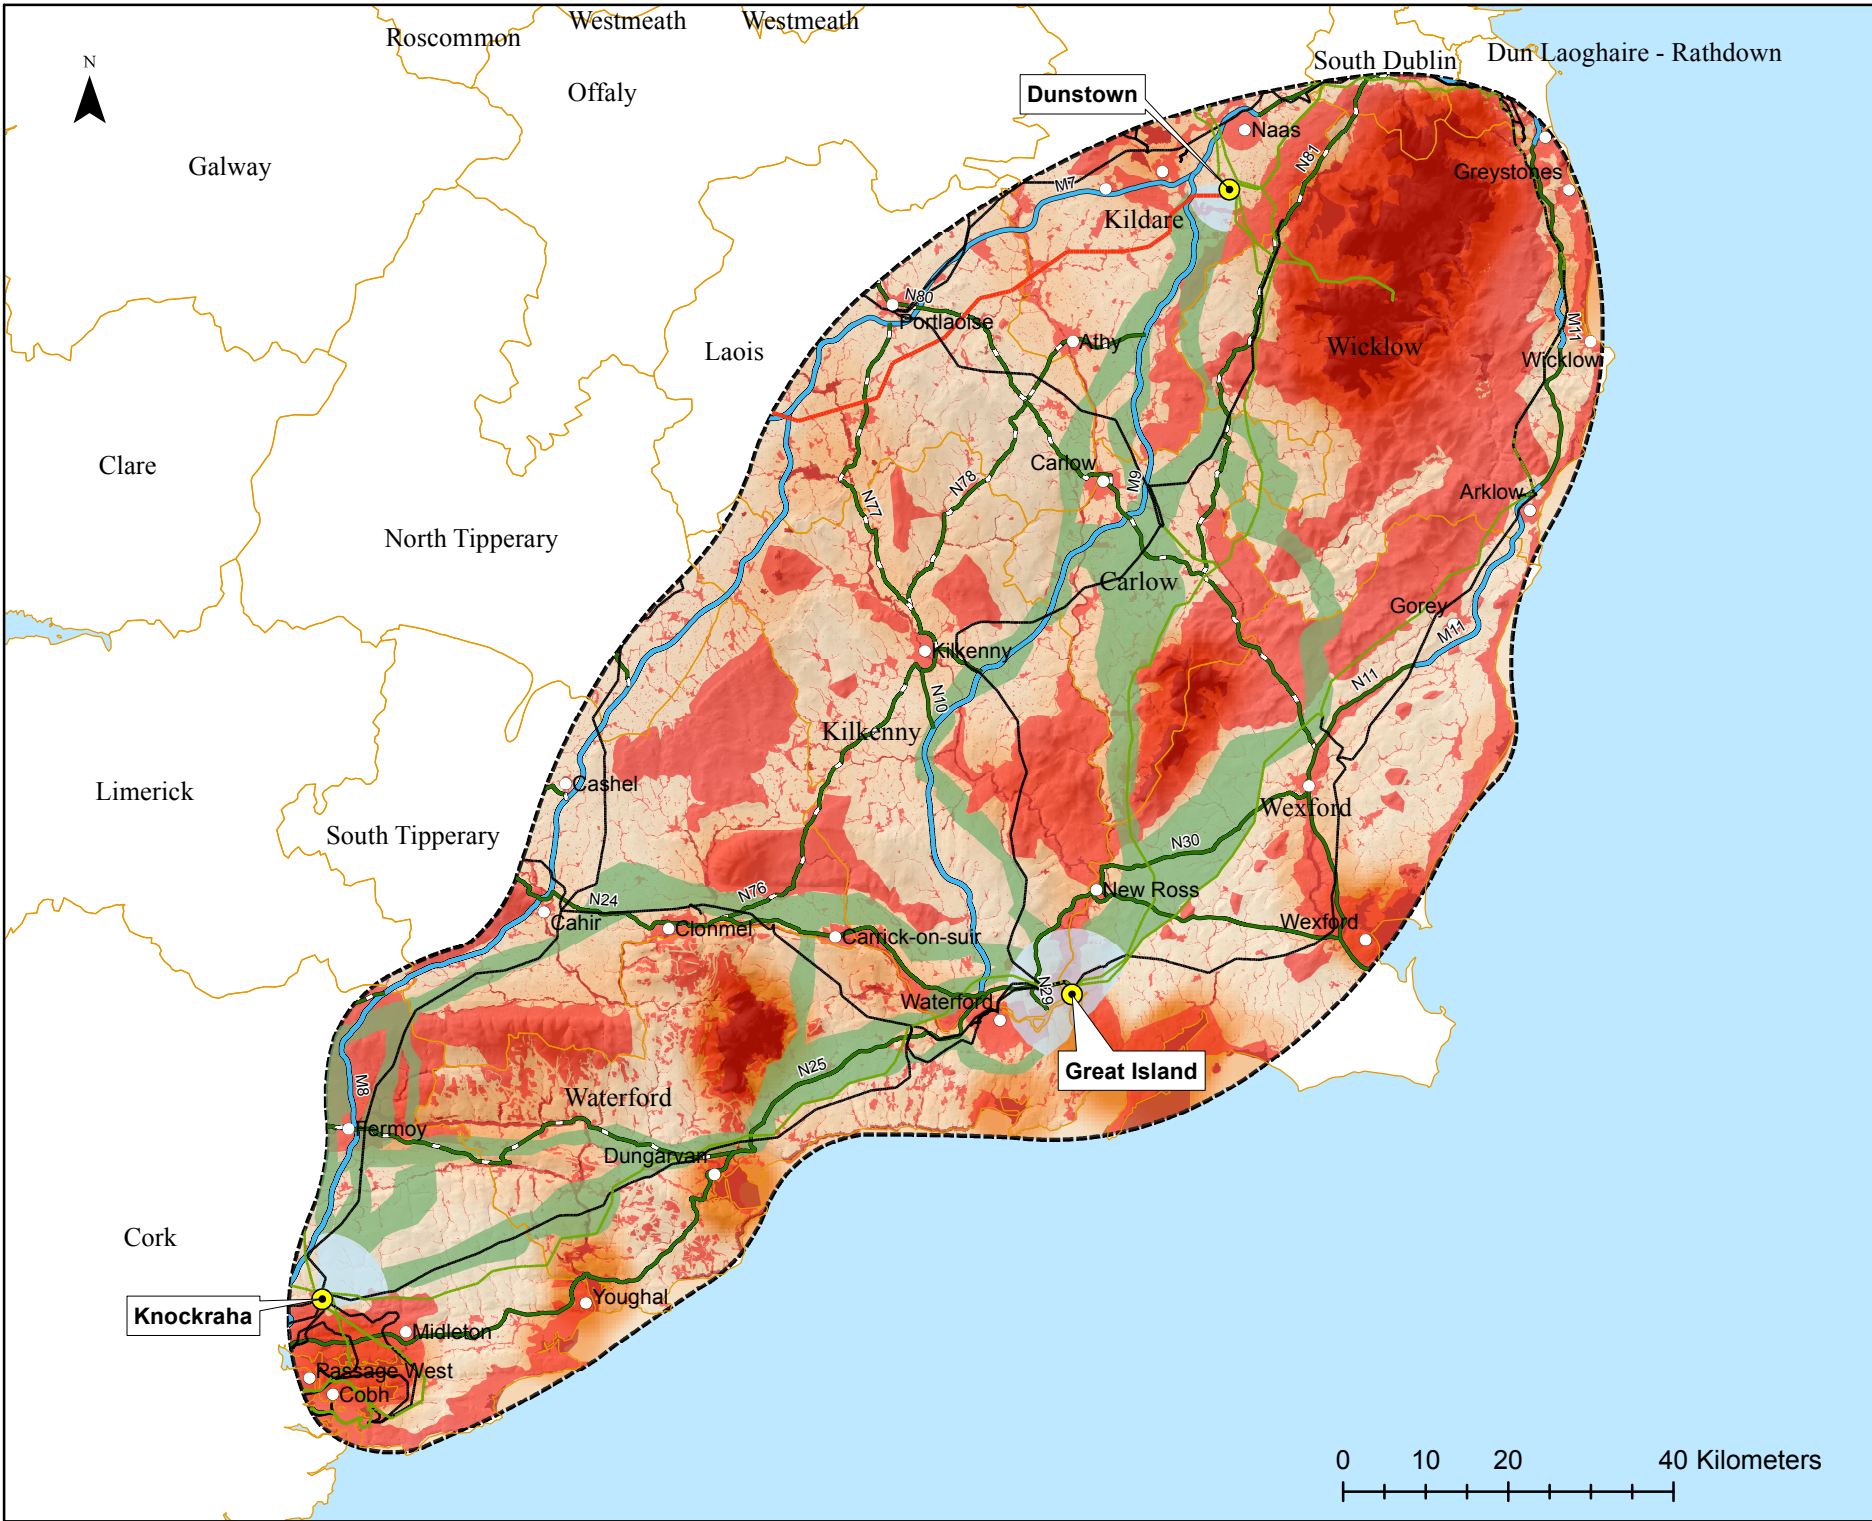 Westmeath
Westmeath
Roscommon
South Dublin
Dun Laoghaire - Rathdown
N
Offaly
Dunstown
Naas
Galway
N81
Greystones
M7
Kildare
N80
Portlaoise
M11
Athy
Laois
Wicklow
Wicklow
Clare
Carlow
M9
N78
N77
Arklow
North Tipperary
Carlow
Gorey
M11
Kilkenny
N11
N10
Kilkenny
Cashel
Limerick
Wexford
South Tipperary
N30
N76
N24
New Ross
Cahir
Clonmel
Carrick-on-suir
Wexford
Waterford
N29
Great Island
N25
M8
Waterford
Fermoy
Dungarvan
Cork
Youghal
Knockraha
Midleton
Passage West
Cobh
0 10 20 40 Kilometers